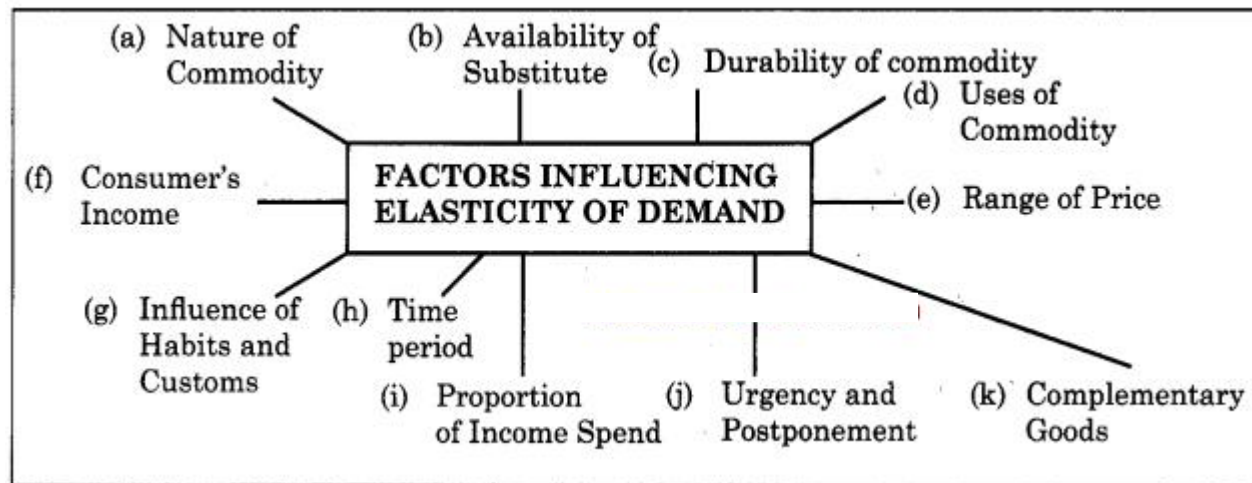 (a) Nature of
Commodity
(b) Availability of
Substitute
(c) Durability of commodity
(d) Uses of
Commodity
(f) Consumer's
Income
FACTORS INFLUENCING
ELASTICITY OF DEMAND
(e) Range of Price
(g) Influence of
Habits and
Customs
(h) Time
period
(i) Proportion
of Income Spend
(j) Urgency and
Postponement
(k) Complementary
Goods